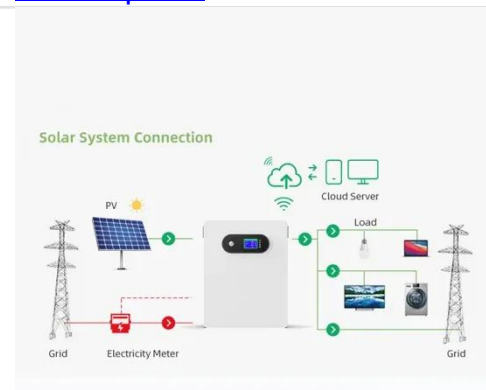 Solar System Connection
Cloud Server
PV
Load
Grid
Electricity Meter
Grid